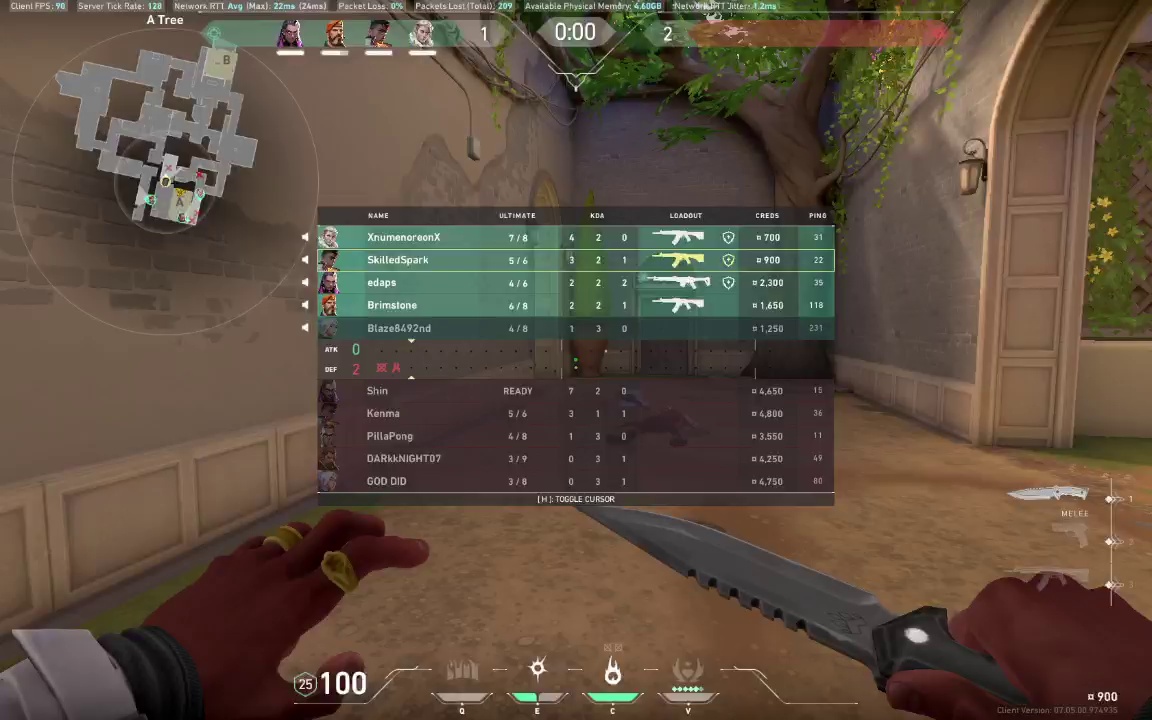 Client FPS: 90 Server Tick Rate: 128 Network RTT Avg (Max): 22ms (24ms) Packet Loss: 0% Packets Lost(Total): 209 Available Physical Memory: 4.60GB Network RTT Jitter: 1.2ms
A Tree
1 0:00 2
B
A
NAME ULTIMATE KDA LOADOUT CREDS PING
XnumenoreonX 7 / 8 4 2 0 ¤ 700 31
SkilledSpark 5 / 6 3 2 1 ¤ 900 22
edaps 4 / 6 2 2 2 ¤ 2,300 35
Brimstone 6 / 8 2 2 1 ¤ 1,650 118
Blaze8492nd 4 / 8 1 3 0 ¤ 1,250 231
ATK 0
DEF 2
Shin READY 7 2 0 ¤ 4,650 15
Kenma 5 / 6 3 1 1 ¤ 4,800 36
PillaPong 4 / 8 1 3 0 ¤ 3,550 11
DARkkNIGHT07 3 / 9 0 3 1 ¤ 4,250 49
GOD DID 3 / 8 0 3 1 ¤ 4,750 80
[ H ]: TOGGLE CURSOR
1
MELEE
25 100
Q E C V
¤ 900
Client Version: 07.05.00.974935